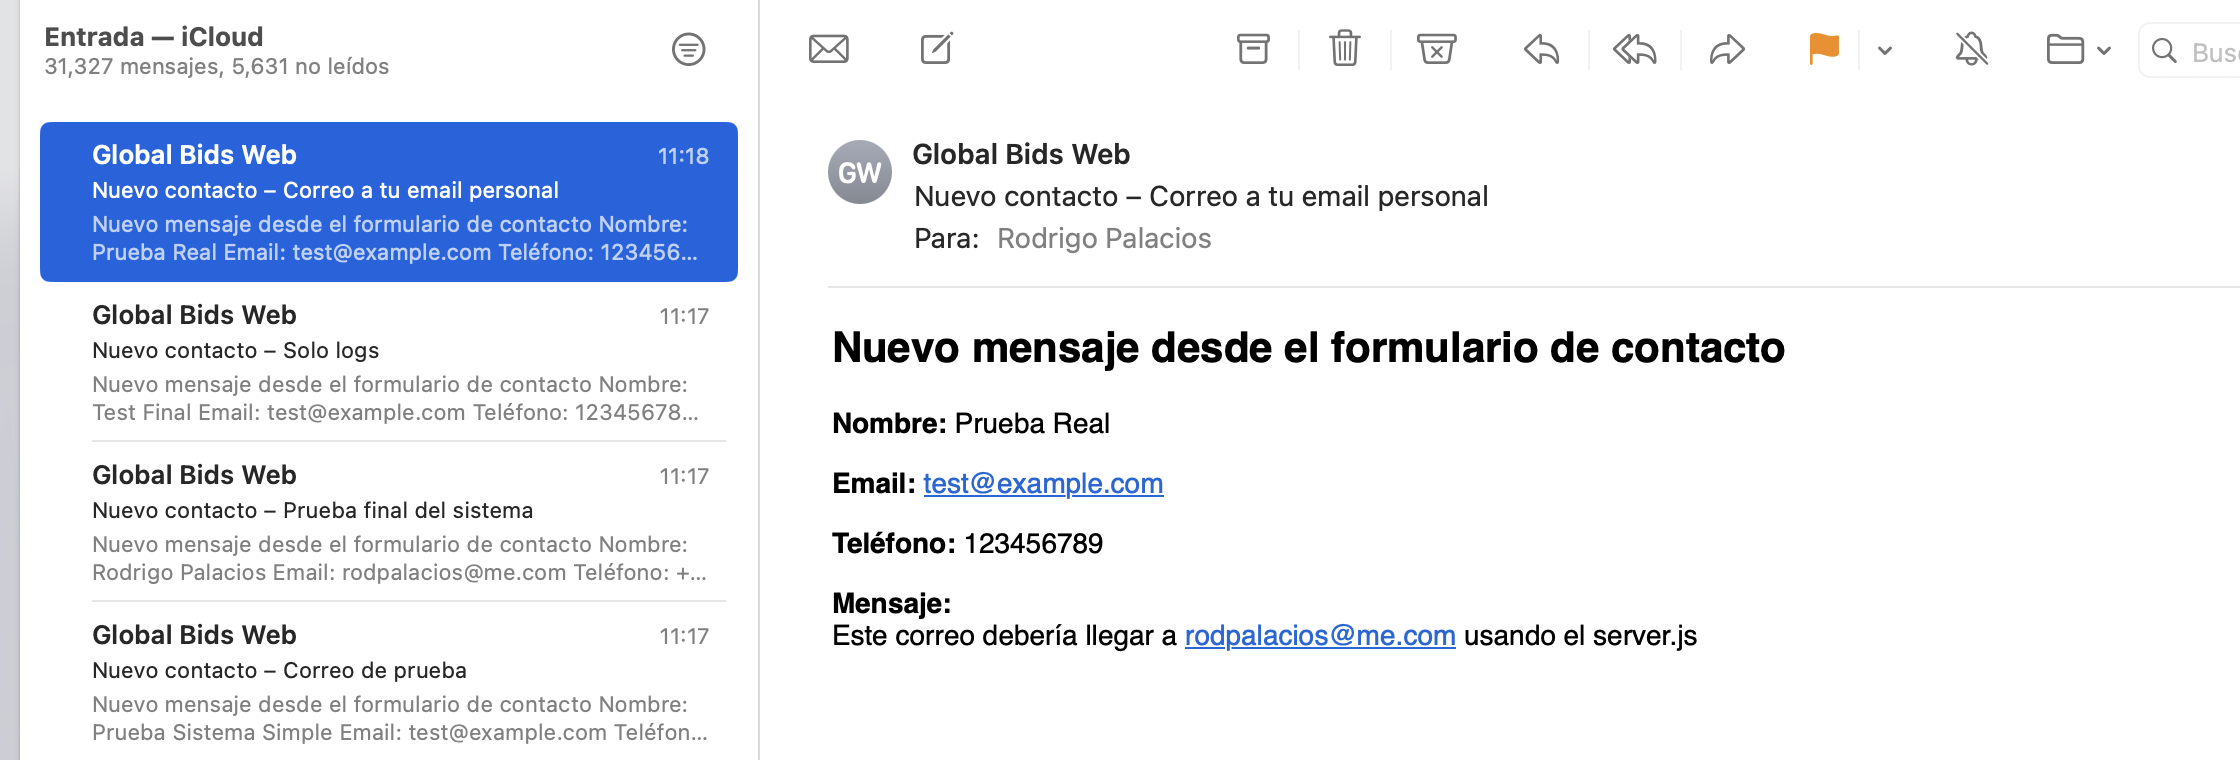 Entrada — iCloud
31,327 mensajes, 5,631 no leídos
Global Bids Web 11:18
Nuevo contacto – Correo a tu email personal
Nuevo mensaje desde el formulario de contacto Nombre:
Prueba Real Email: test@example.com Teléfono: 123456...
Global Bids Web 11:17
Nuevo contacto – Solo logs
Nuevo mensaje desde el formulario de contacto Nombre:
Test Final Email: test@example.com Teléfono: 12345678...
Global Bids Web 11:17
Nuevo contacto – Prueba final del sistema
Nuevo mensaje desde el formulario de contacto Nombre:
Rodrigo Palacios Email: rodpalacios@me.com Teléfono: +...
Global Bids Web 11:17
Nuevo contacto – Correo de prueba
Nuevo mensaje desde el formulario de contacto Nombre:
Prueba Sistema Simple Email: test@example.com Teléfon...
Bus
GW
Global Bids Web
Nuevo contacto – Correo a tu email personal
Para: Rodrigo Palacios
Nuevo mensaje desde el formulario de contacto
Nombre: Prueba Real
Email: test@example.com
Teléfono: 123456789
Mensaje:
Este correo debería llegar a rodpalacios@me.com usando el server.js